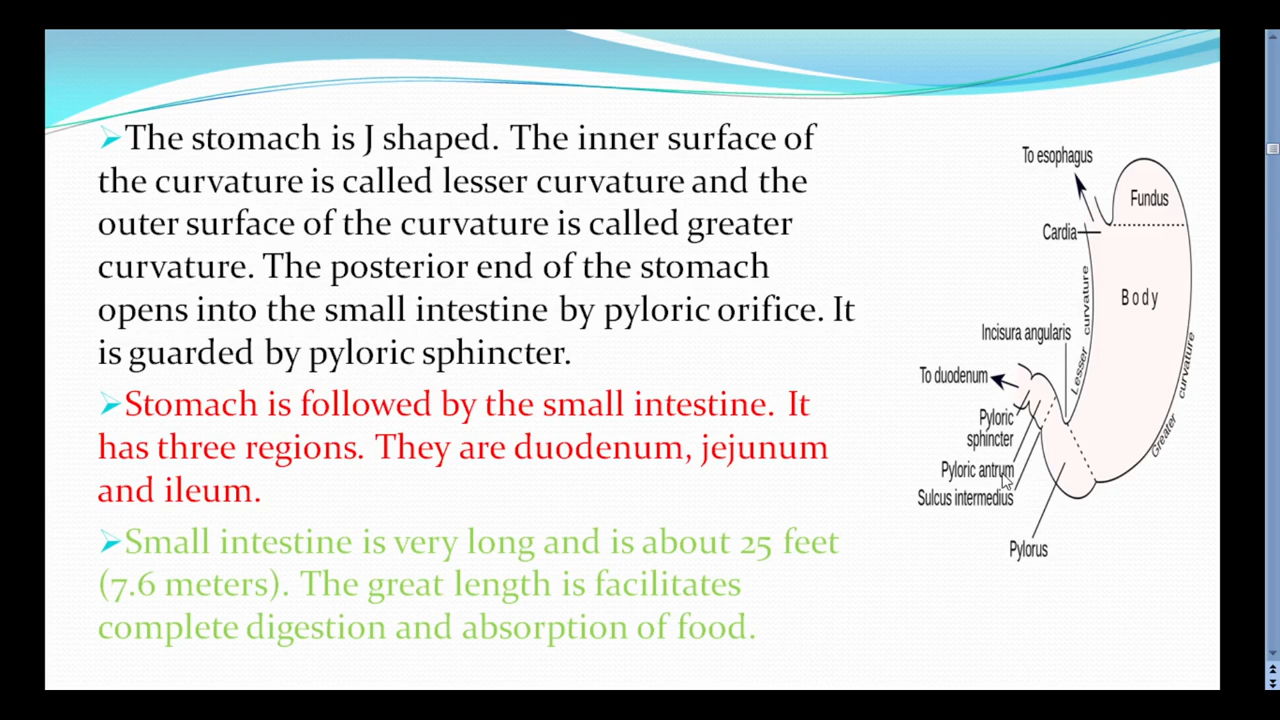 ➢The stomach is J shaped. The inner surface of
the curvature is called lesser curvature and the
outer surface of the curvature is called greater
curvature. The posterior end of the stomach
opens into the small intestine by pyloric orifice. It
is guarded by pyloric sphincter.
➢Stomach is followed by the small intestine. It
has three regions. They are duodenum, jejunum
and ileum.
➢Small intestine is very long and is about 25 feet
(7.6 meters). The great length is facilitates
complete digestion and absorption of food.
To esophagus
Fundus
Cardia
Body
Lesser curvature
Greater curvature
Incisura angularis
To duodenum
Pyloric
sphincter
Pyloric antrum
Sulcus intermedius
Pylorus